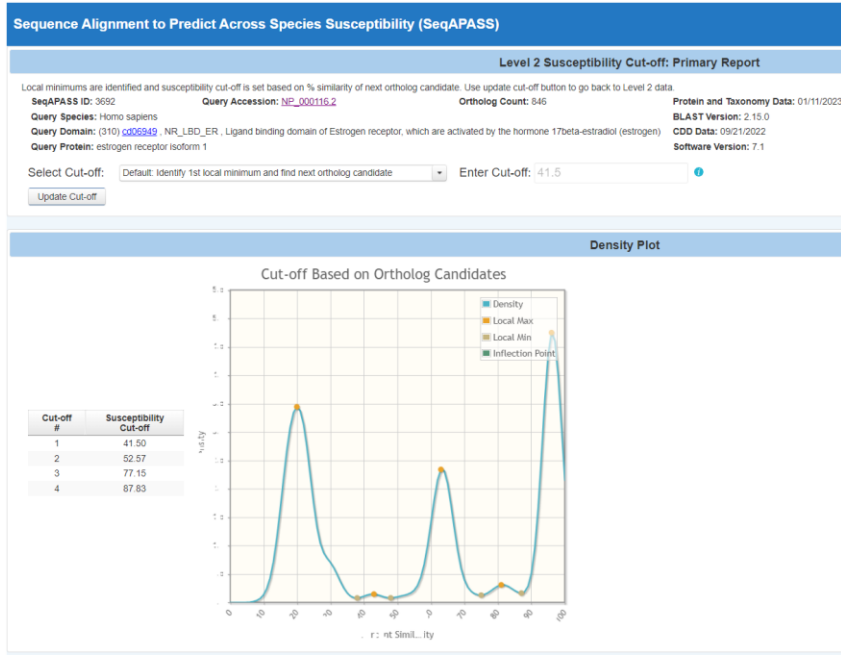 Sequence Alignment to Predict Across Species Susceptibility (SeqAPASS)
Level 2 Susceptibility Cut-off: Primary Report
Local minimums are identified and susceptibility cut-off is set based on % similarity of next ortholog candidate. Use update cut-off button to go back to Level 2 data.
SeqAPASS ID: 3692 Query Accession: NP_000116.2 Ortholog Count: 846 Protein and Taxonomy Data: 01/11/2023
Query Species: Homo sapiens BLAST Version: 2.15.0
Query Domain: (310) cd06949 , NR_LBD_ER , Ligand binding domain of Estrogen receptor, which are activated by the hormone 17beta-estradiol (estrogen) CDD Data: 09/21/2022
Query Protein: estrogen receptor isoform 1 Software Version: 7.1
Select Cut-off: Default: Identify 1st local minimum and find next ortholog candidate Enter Cut-off: 41.5
Update Cut-off
Density Plot
Cut-off Based on Ortholog Candidates
Density
Local Max
Local Min
Inflection Point
Cut-off # Susceptibility Cut-off
1 41.50
2 52.57
3 77.15
4 87.83
0 10 20 80 90